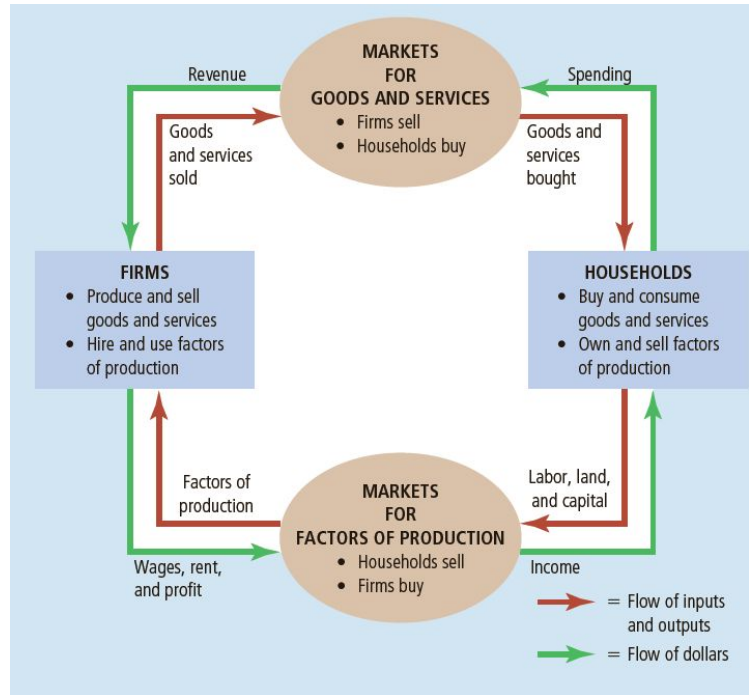 MARKETS
FOR
GOODS AND SERVICES
• Firms sell
• Households buy
Revenue
Spending
Goods
and services
sold
Goods and
services
bought
FIRMS
• Produce and sell
goods and services
• Hire and use factors
of production
HOUSEHOLDS
• Buy and consume
goods and services
• Own and sell factors
of production
Factors of
production
Labor, land,
and capital
MARKETS
FOR
FACTORS OF PRODUCTION
• Households sell
• Firms buy
Wages, rent,
and profit
Income
= Flow of inputs
and outputs
= Flow of dollars